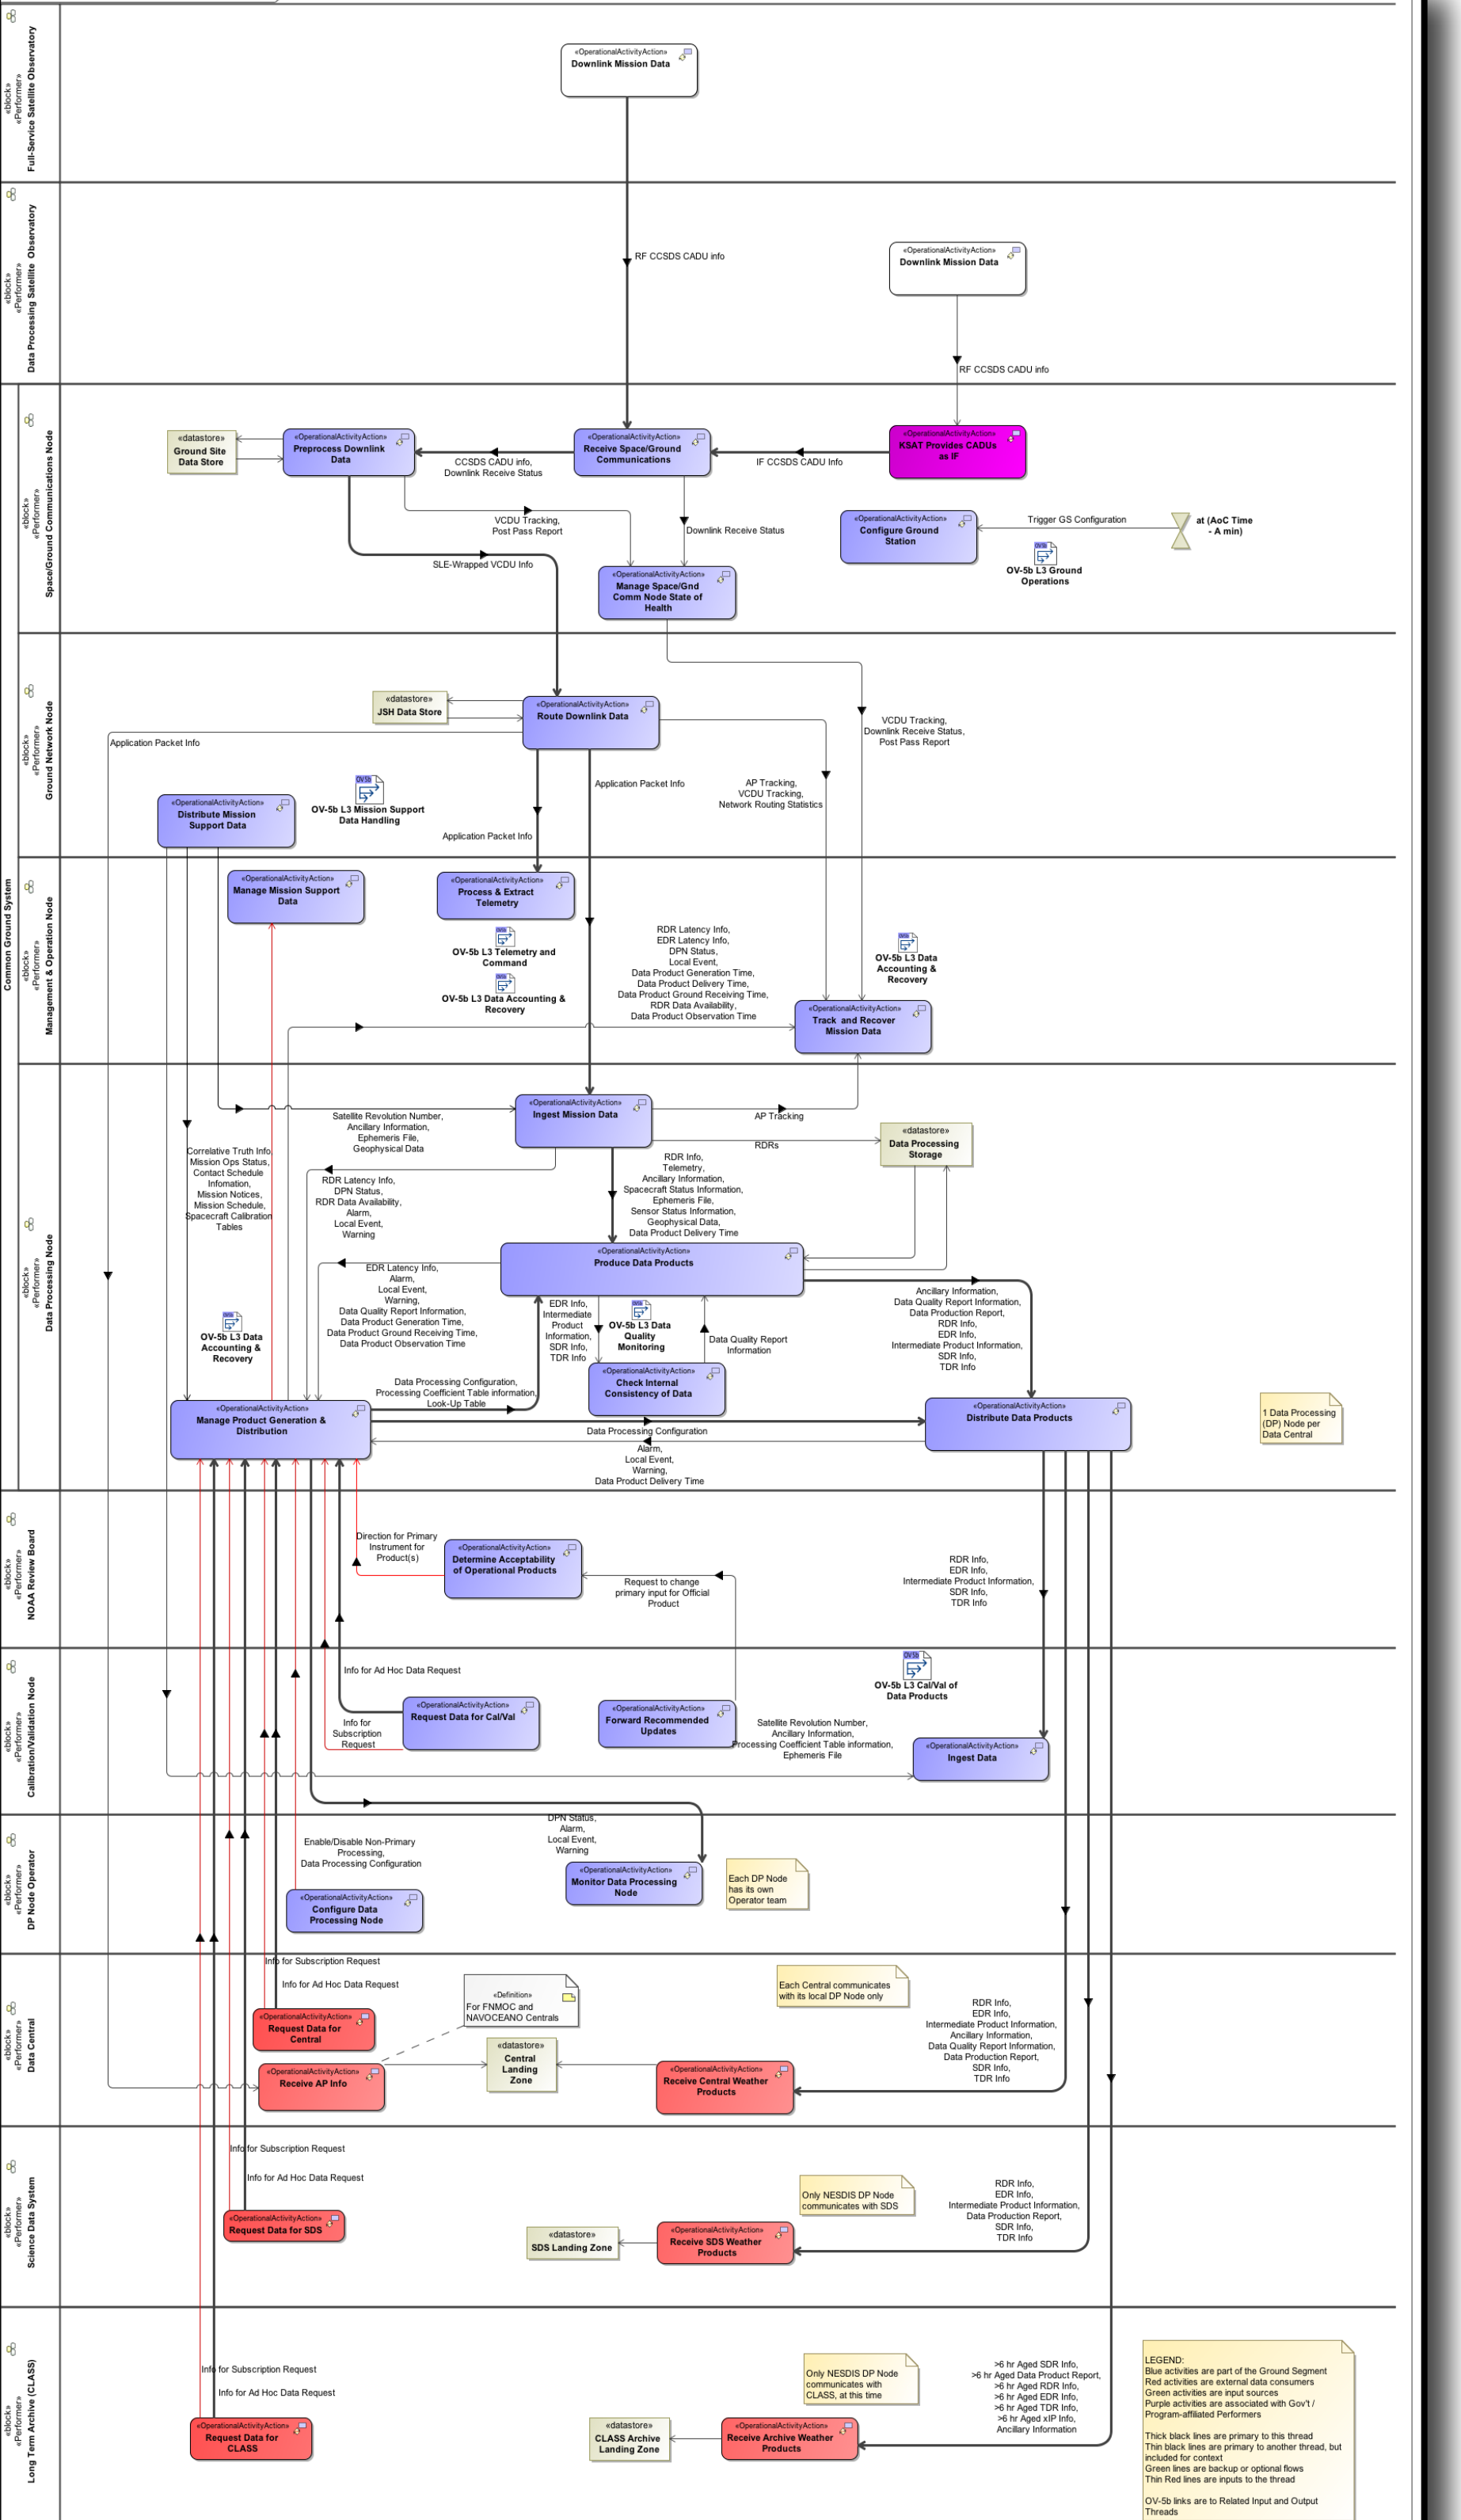 «block»
«Performer»
Full-Service Satellite Observatory
«OperationalActivityAction»
Downlink Mission Data
«block»
«Performer»
Data Processing Satellite Observatory
RF CCSDS CADU info
«OperationalActivityAction»
Downlink Mission Data
RF CCSDS CADU info
Common Ground System
«block»
«Performer»
Space/Ground Communications Node
«datastore»
Ground Site
Data Store
«OperationalActivityAction»
Preprocess Downlink
Data
CCSDS CADU info,
Downlink Receive Status
«OperationalActivityAction»
Receive Space/Ground
Communications
IF CCSDS CADU Info
«OperationalActivityAction»
KSAT Provides CADUs
as IF
VCDU Tracking,
Post Pass Report
Downlink Receive Status
SLE-Wrapped VCDU Info
«OperationalActivityAction»
Configure Ground
Station
Trigger GS Configuration
at (AoC Time
- A min)
OV-5b L3 Ground
Operations
«OperationalActivityAction»
Manage Space/Gnd
Comm Node State of
Health
«block»
«Performer»
Ground Network Node
«datastore»
JSH Data Store
«OperationalActivityAction»
Route Downlink Data
Application Packet Info
VCDU Tracking,
Downlink Receive Status,
Post Pass Report
Application Packet Info
AP Tracking,
VCDU Tracking,
Network Routing Statistics
«OperationalActivityAction»
Distribute Mission
Support Data
OV5b
OV-5b L3 Mission Support
Data Handling
Application Packet Info
«block»
«Performer»
Management & Operation Node
«OperationalActivityAction»
Manage Mission Support
Data
«OperationalActivityAction»
Process & Extract
Telemetry
OV-5b L3 Telemetry and
Command
OV-5b L3 Data Accounting &
Recovery
RDR Latency Info,
EDR Latency Info,
DPN Status,
Local Event,
Data Product Generation Time,
Data Product Delivery Time,
Data Product Ground Receiving Time,
RDR Data Availability,
Data Product Observation Time
OV-5b L3 Data
Accounting &
Recovery
«OperationalActivityAction»
Track and Recover
Mission Data
«block»
«Performer»
Data Processing Node
«OperationalActivityAction»
Ingest Mission Data
Satellite Revolution Number,
Ancillary Information,
Ephemeris File,
Geophysical Data
AP Tracking
RDRs
«datastore»
Data Processing
Storage
Correlative Truth Info,
Mission Ops Status,
Contact Schedule
Infomation,
Mission Notices,
Mission Schedule,
Spacecraft Calibration
Tables
RDR Latency Info,
DPN Status,
RDR Data Availability,
Alarm,
Local Event,
Warning
RDR Info,
Telemetry,
Ancillary Information,
Spacecraft Status Information,
Ephemeris File,
Sensor Status Information,
Geophysical Data,
Data Product Delivery Time
«OperationalActivityAction»
Produce Data Products
EDR Latency Info,
Alarm,
Local Event,
Warning,
Data Quality Report Information,
Data Product Generation Time,
Data Product Ground Receiving Time,
Data Product Observation Time
EDR Info,
Intermediate
Product
Information,
SDR Info,
TDR Info
OV-5b L3 Data
Quality
Monitoring
Data Quality Report
Information
Ancillary Information,
Data Quality Report Information,
Data Production Report,
RDR Info,
EDR Info,
Intermediate Product Information,
SDR Info,
TDR Info
OV-5b L3 Data
Accounting &
Recovery
«OperationalActivityAction»
Check Internal
Consistency of Data
Data Processing Configuration,
Processing Coefficient Table information,
Look-Up Table
«OperationalActivityAction»
Manage Product Generation &
Distribution
Data Processing Configuration
Alarm,
Local Event,
Warning,
Data Product Delivery Time
«OperationalActivityAction»
Distribute Data Products
1 Data Processing
(DP) Node per
Data Central
«block»
«Performer»
NOAA Review Board
Direction for Primary
Instrument for
Product(s)
«OperationalActivityAction»
Determine Acceptability
of Operational Products
Request to change
primary input for Official
Product
RDR Info,
EDR Info,
Intermediate Product Information,
SDR Info,
TDR Info
«block»
«Performer»
Calibration/Validation Node
Info for Ad Hoc Data Request
Info for
Subscription
Request
«OperationalActivityAction»
Request Data for Cal/Val
«OperationalActivityAction»
Forward Recommended
Updates
OV5b
OV-5b L3 Cal/Val of
Data Products
Satellite Revolution Number,
Ancillary Information,
Processing Coefficient Table information,
Ephemeris File
«OperationalActivityAction»
Ingest Data
«block»
«Performer»
DP Node Operator
DPN Status,
Alarm,
Local Event,
Warning
Enable/Disable Non-Primary
Processing,
Data Processing Configuration
«OperationalActivityAction»
Configure Data
Processing Node
«OperationalActivityAction»
Monitor Data Processing
Node
Each DP Node
has its own
Operator team
«block»
«Performer»
Data Central
Info for Subscription Request
Info for Ad Hoc Data Request
«OperationalActivityAction»
Request Data for
Central
«Definition»
For FNMOC and
NAVOCEANO Centrals
Each Central communicates
with its local DP Node only
«OperationalActivityAction»
Receive AP Info
«datastore»
Central
Landing
Zone
«OperationalActivityAction»
Receive Central Weather
Products
RDR Info,
EDR Info,
Intermediate Product Information,
Ancillary Information,
Data Quality Report Information,
Data Production Report,
SDR Info,
TDR Info
«block»
«Performer»
Science Data System
Info for Subscription Request
Info for Ad Hoc Data Request
«OperationalActivityAction»
Request Data for SDS
Only NESDIS DP Node
communicates with SDS
«datastore»
SDS Landing Zone
«OperationalActivityAction»
Receive SDS Weather
Products
RDR Info,
EDR Info,
Intermediate Product Information,
Data Production Report,
SDR Info,
TDR Info
«block»
«Performer»
Long Term Archive (CLASS)
Info for Subscription Request
Info for Ad Hoc Data Request
«OperationalActivityAction»
Request Data for
CLASS
Only NESDIS DP Node
communicates with
CLASS, at this time
«datastore»
CLASS Archive
Landing Zone
«OperationalActivityAction»
Receive Archive Weather
Products
>6 hr Aged SDR Info,
>6 hr Aged Data Product Report,
>6 hr Aged RDR Info,
>6 hr Aged EDR Info,
>6 hr Aged TDR Info,
>6 hr Aged xIP Info,
Ancillary Information
LEGEND:
Blue activities are part of the Ground Segment
Red activities are external data consumers
Green activities are input sources
Purple activities are associated with Gov't /
Program-affiliated Performers
Thick black lines are primary to this thread
Thin black lines are primary to another thread, but
included for context
Green lines are backup or optional flows
Thin Red lines are inputs to the thread
OV-5b links are to Related Input and Output
Threads